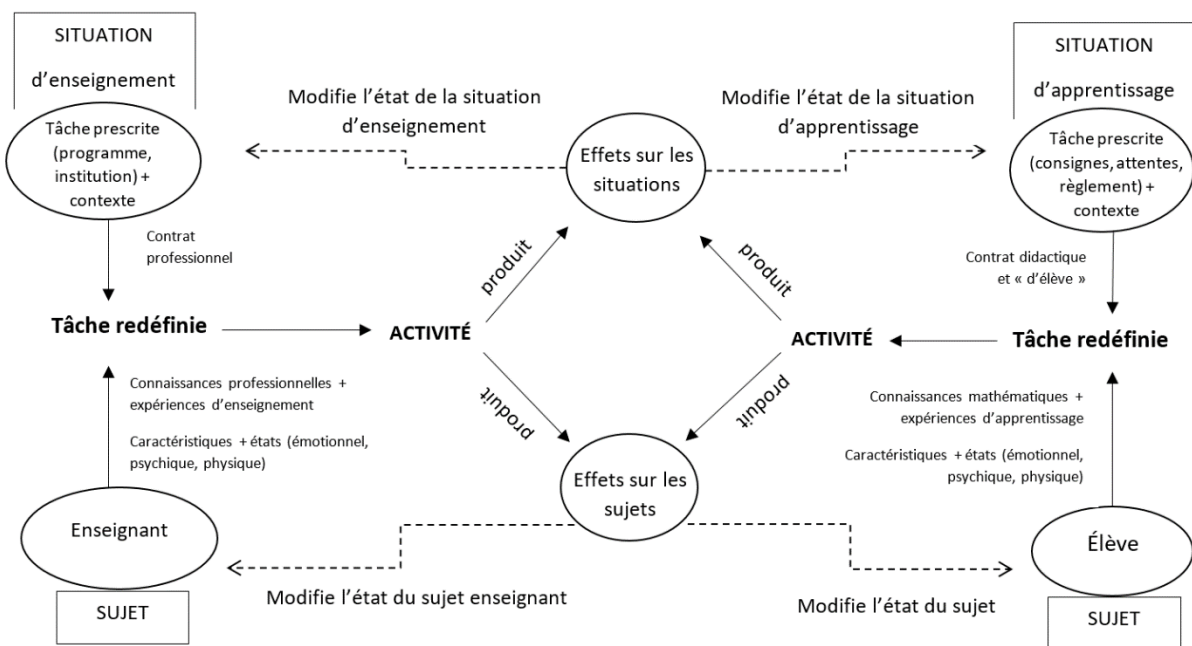 SITUATION
d’enseignement
Tâche prescrite
(programme,
institution) +
contexte
Contrat
professionnel
Tâche redéfinie
Connaissances professionnelles +
expériences d’enseignement
Caractéristiques + états (émotionnel,
psychique, physique)
Enseignant
SUJET
Modifie l’état de la situation
d’enseignement
Modifie l’état de la situation
d’apprentissage
Effets sur les
situations
produit
produit
ACTIVITÉ
ACTIVITÉ
produit
produit
Effets sur les
sujets
Modifie l’état du sujet enseignant
Modifie l’état du sujet
SITUATION
d’apprentissage
Tâche prescrite
(consignes, attentes,
règlement) +
contexte
Contrat didactique
et « d’élève »
Tâche redéfinie
Connaissances mathématiques +
expériences d’apprentissage
Caractéristiques + états (émotionnel,
psychique, physique)
Élève
SUJET